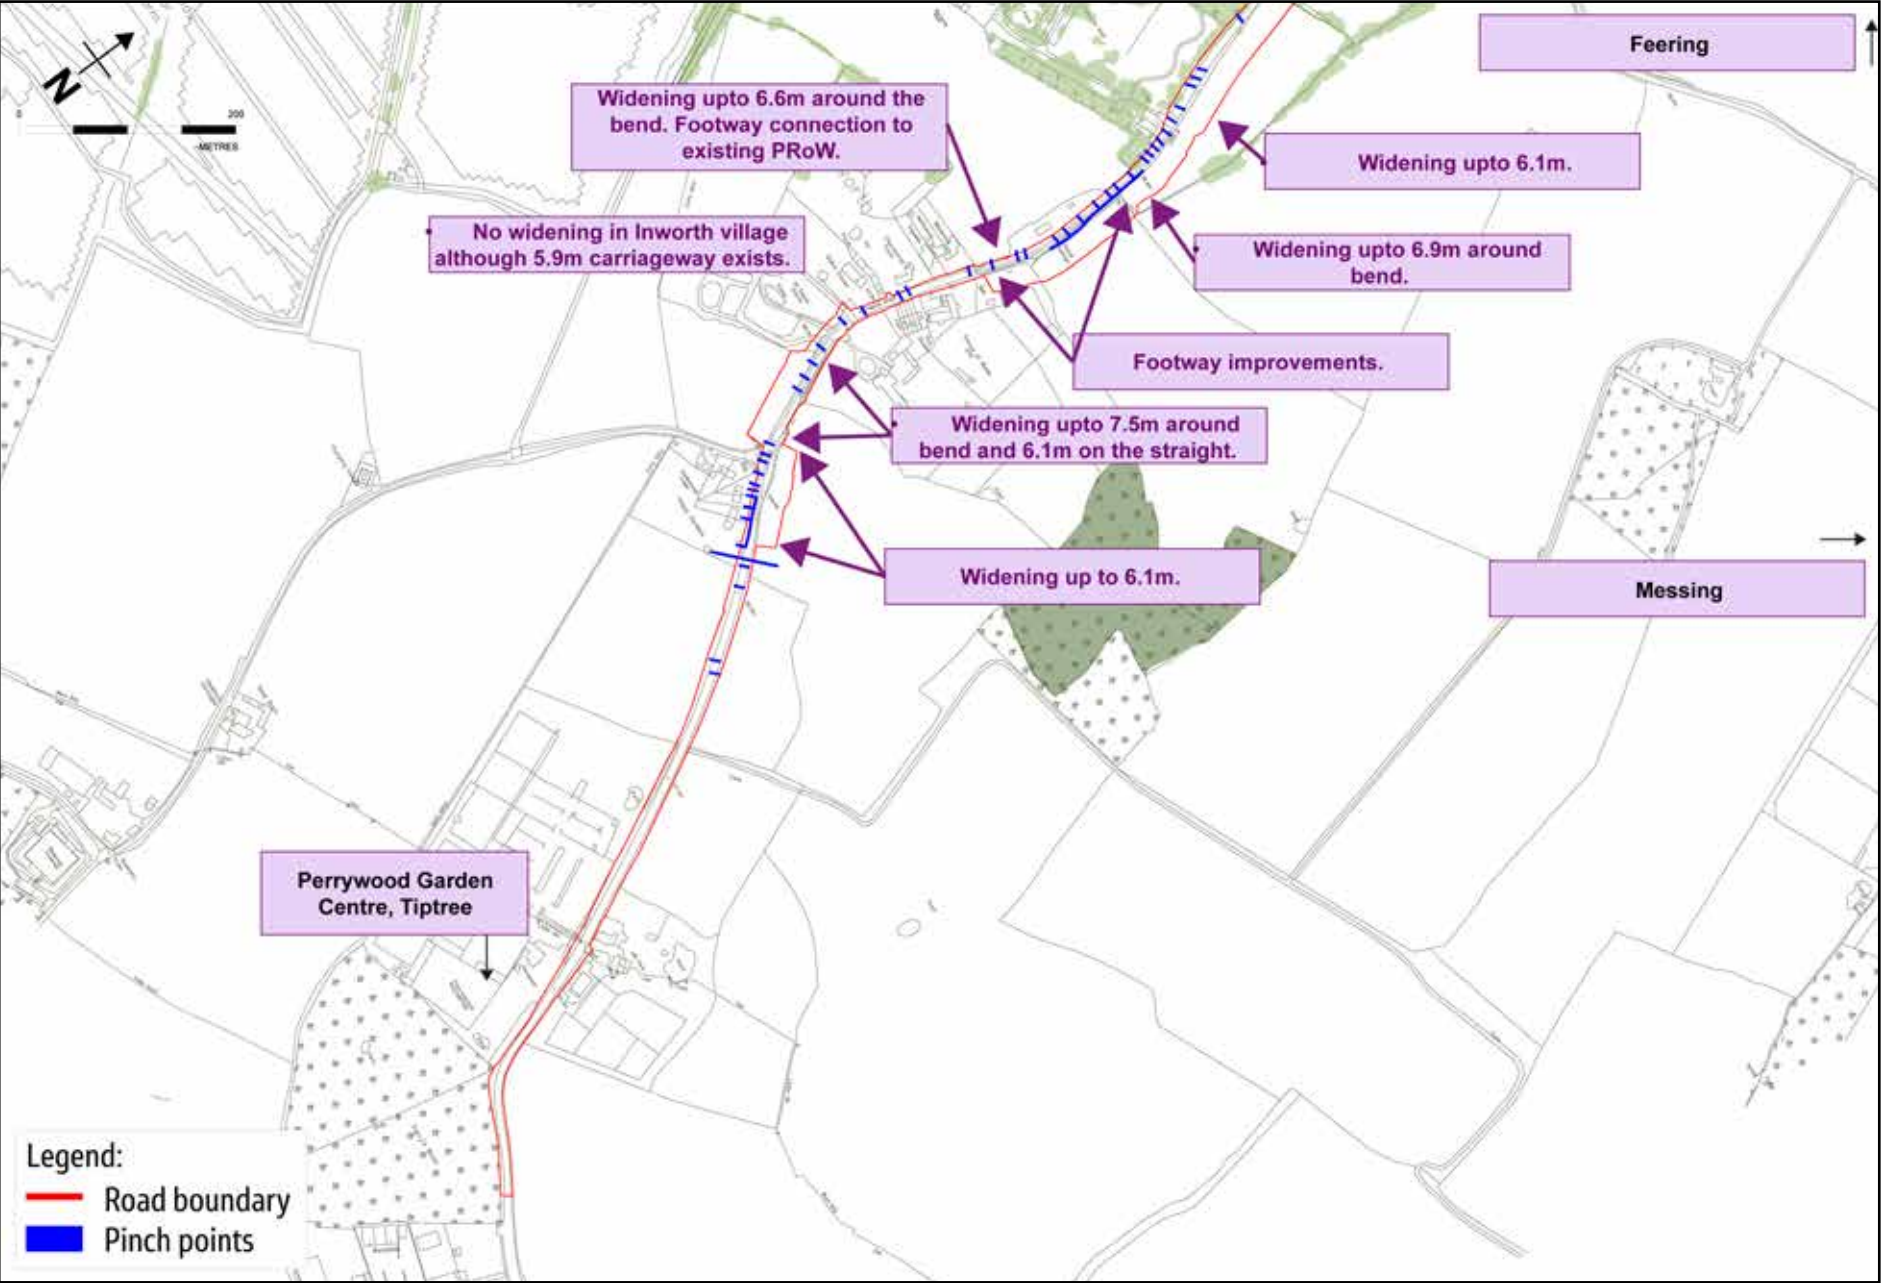 Feering
N
0
200
METRES
Widening upto 6.6m around the
bend. Footway connection to
existing PRoW.
Widening upto 6.1m.
No widening in Inworth village
although 5.9m carriageway exists.
Widening upto 6.9m around
bend.
Footway improvements.
Widening upto 7.5m around
bend and 6.1m on the straight.
Widening up to 6.1m.
Messing
Perrywood Garden
Centre, Tiptree
Legend:
Road boundary
Pinch points